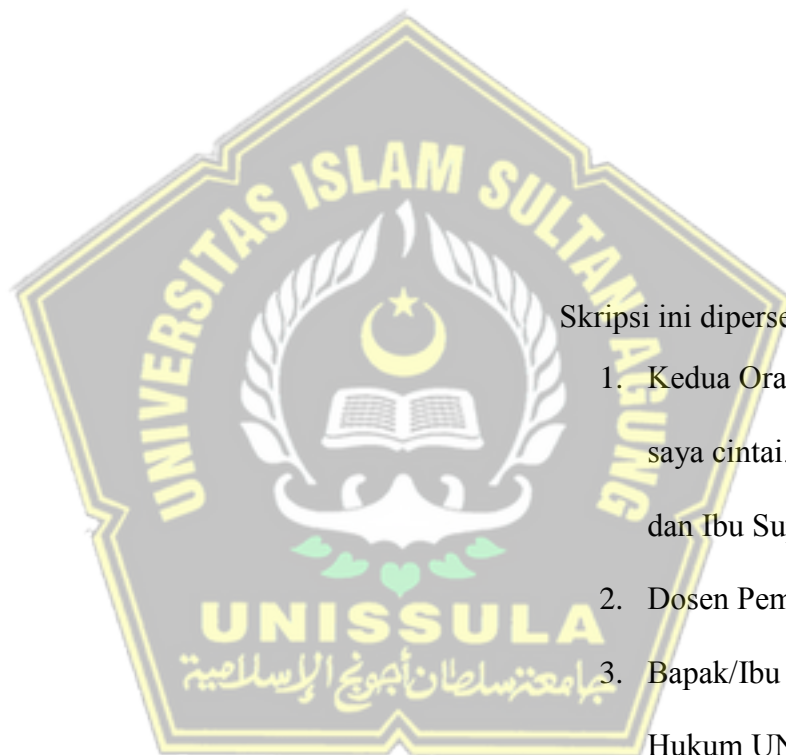 UNIVERSITAS ISLAM SULTAN AGUNG
Skripsi ini diperse
1. Kedua Ora
saya cintai.
dan Ibu Su
2. Dosen Pem
UNISSULA
جامعة سلطان أجونج الإسلامية
3. Bapak/Ibu
Hukum UN